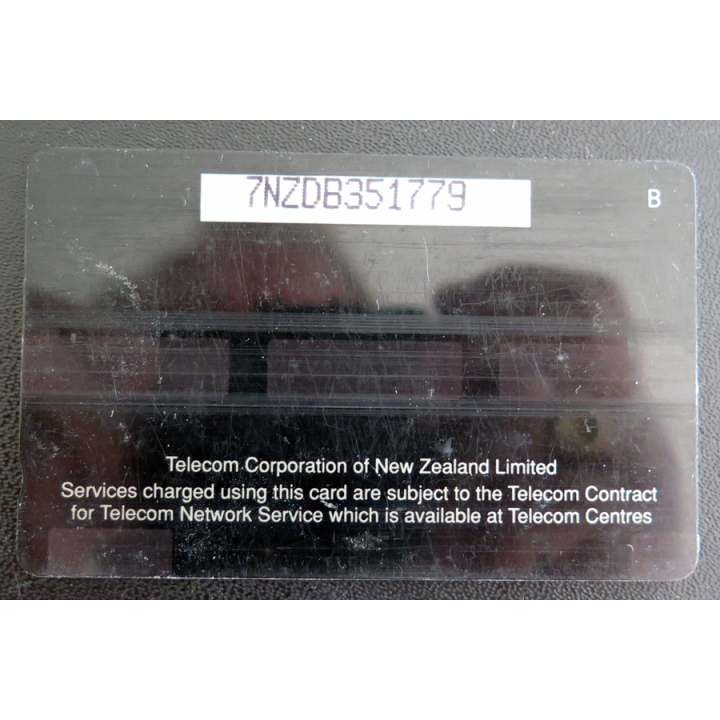 7NZDB351779
B
Telecom Corporation of New Zealand Limited
Services charged using this card are subject to the Telecom Contract
for Telecom Network Service which is available at Telecom Centres